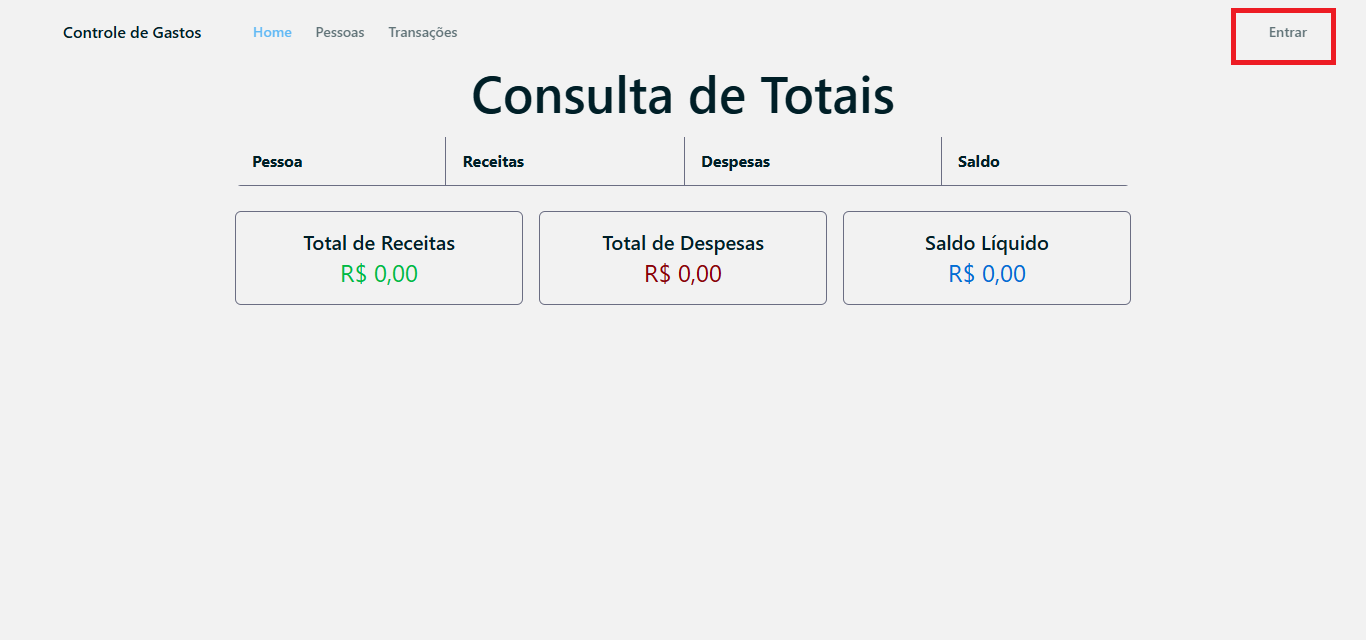 Controle de Gastos Home Pessoas Transações Entrar
Consulta de Totais
Pessoa Receitas Despesas Saldo
Total de Receitas Total de Despesas Saldo Líquido
R$ 0,00 R$ 0,00 R$ 0,00